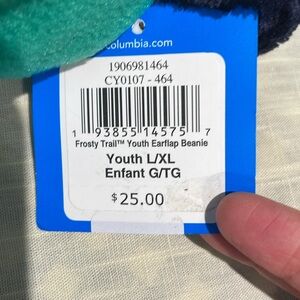 columbia.com
1906981464
CY0107 - 464
1 93855 14575 7
Frosty Trail™ Youth Earflap Beanie
Youth L/XL
Enfant G/TG
$25.00